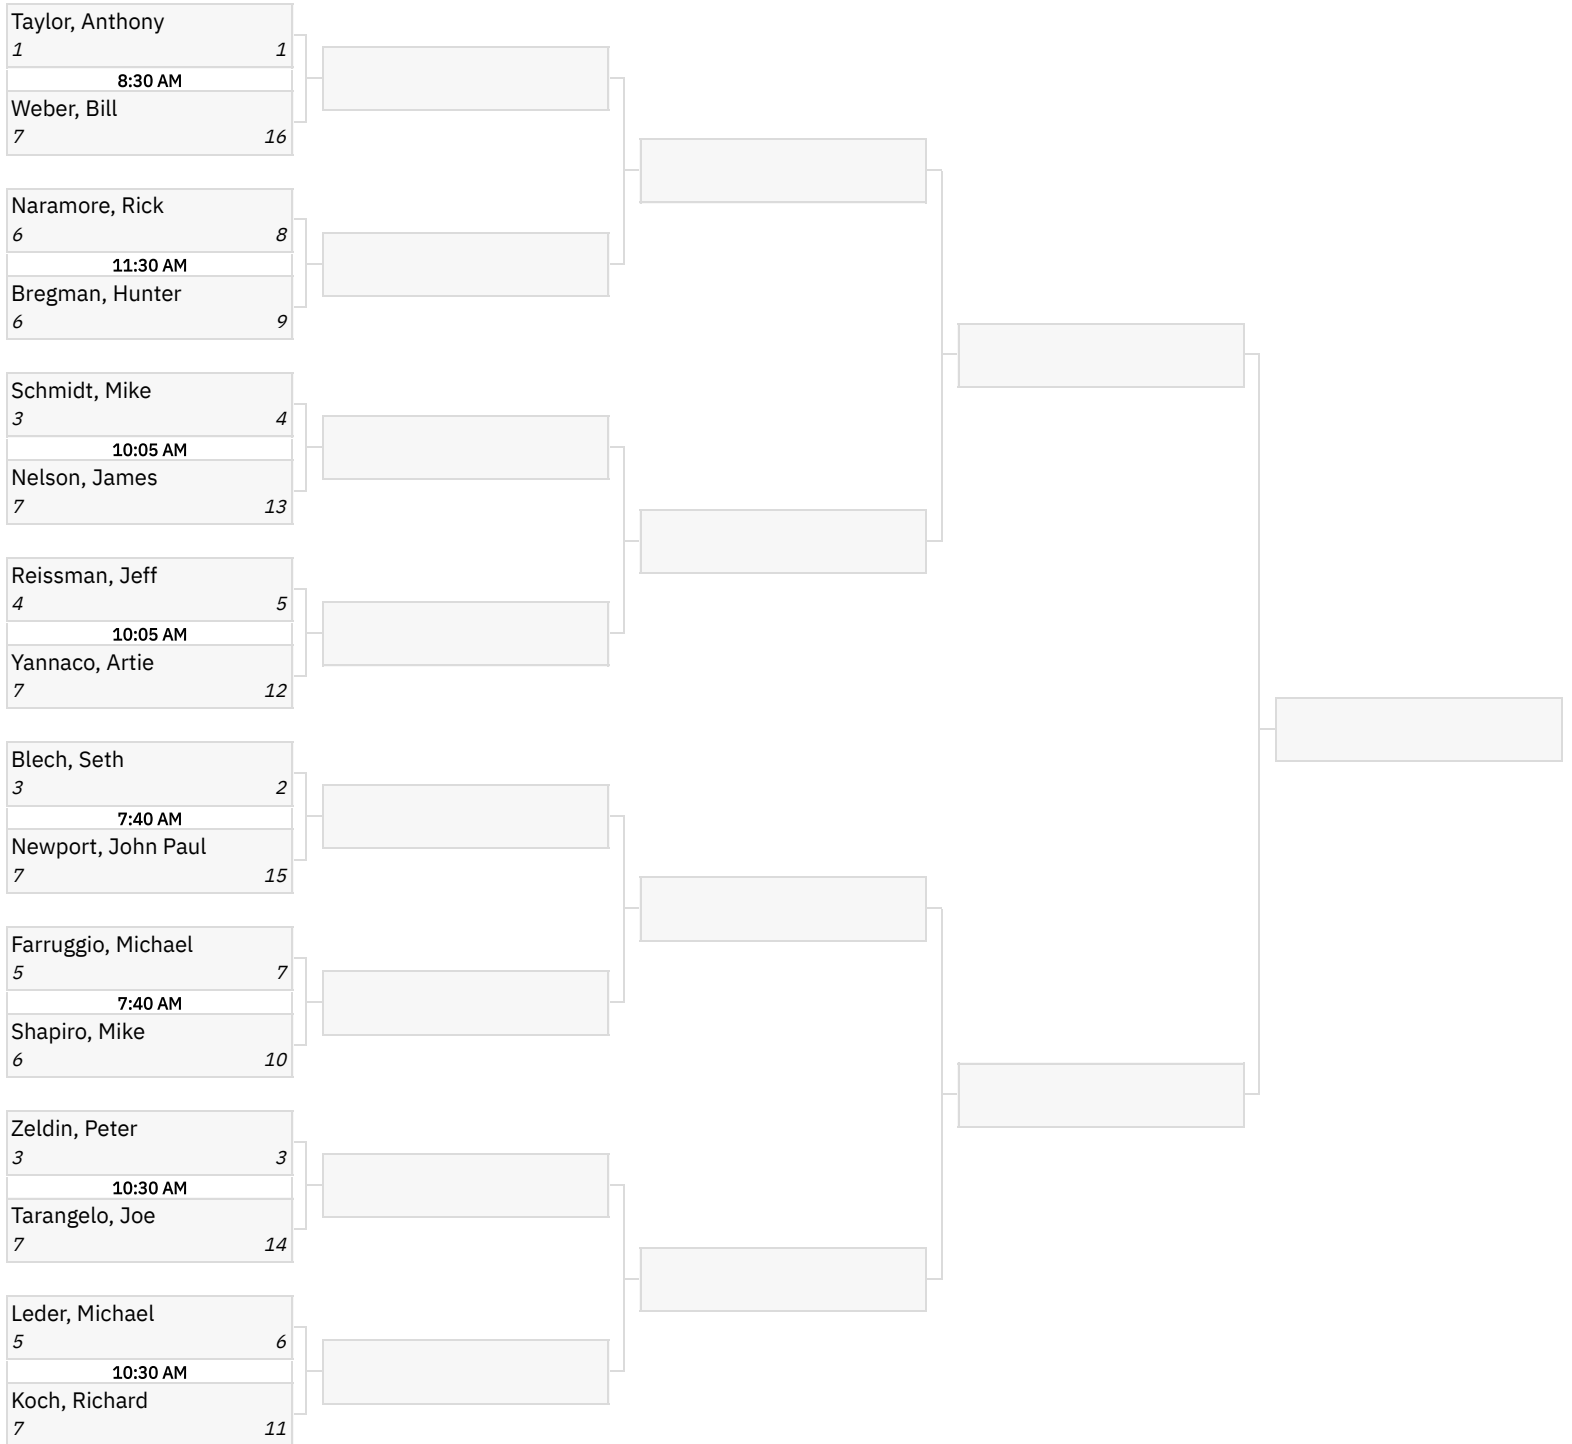 Taylor, Anthony
1 1
8:30 AM
Weber, Bill
7 16
Naramore, Rick
6 8
11:30 AM
Bregman, Hunter
6 9
Schmidt, Mike
3 4
10:05 AM
Nelson, James
7 13
Reissman, Jeff
4 5
10:05 AM
Yannaco, Artie
7 12
Blech, Seth
3 2
7:40 AM
Newport, John Paul
7 15
Farruggio, Michael
5 7
7:40 AM
Shapiro, Mike
6 10
Zeldin, Peter
3 3
10:30 AM
Tarangelo, Joe
7 14
Leder, Michael
5 6
10:30 AM
Koch, Richard
7 11